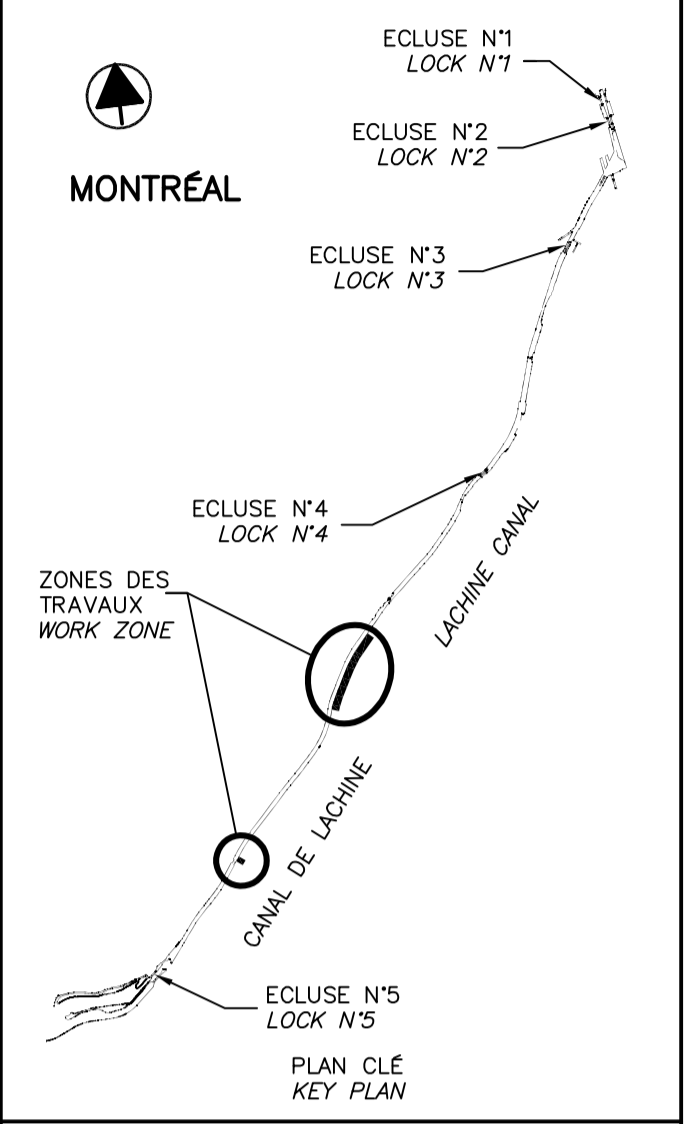 ECLUSE N°1
LOCK N°1
ECLUSE N°2
LOCK N°2
MONTRÉAL
ECLUSE N°3
LOCK N°3
ECLUSE N°4
LOCK N°4
LACHINE CANAL
ZONES DES
TRAVAUX
WORK ZONE
CANAL DE LACHINE
ECLUSE N°5
LOCK N°5
PLAN CLÉ
KEY PLAN